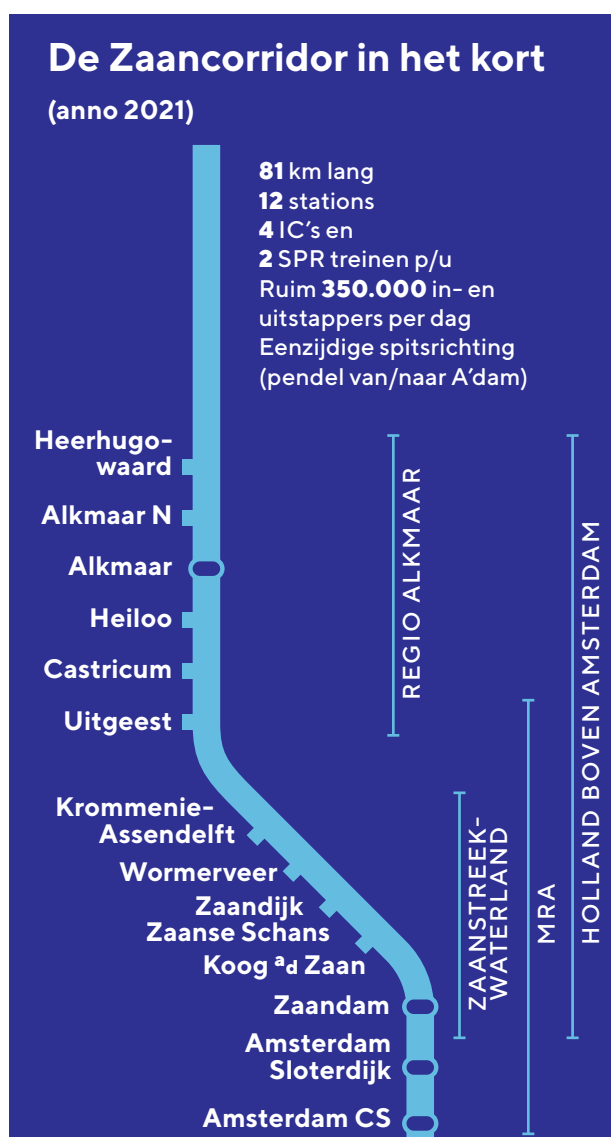 De Zaancorridor in het kort
(anno 2021)
81 km lang
12 stations
4 IC's en
2 SPR treinen p/u
Ruim 350.000 in- en
uitstappers per dag
Eenzijdige spitsrichting
(pendel van/naar A'dam)
Heerhugo-
waard
Alkmaar N
Alkmaar
Heiloo
Castricum
Uitgeest
Krommenie-
Assendelft
Wormerveer
Zaandijk
Zaanse Schans
Koog ad Zaan
Zaandam
Amsterdam
Sloterdijk
Amsterdam CS
REGIO ALKMAAR
ZAANSTREEK-
WATERLAND
MRA
HOLLAND BOVEN AMSTERDAM